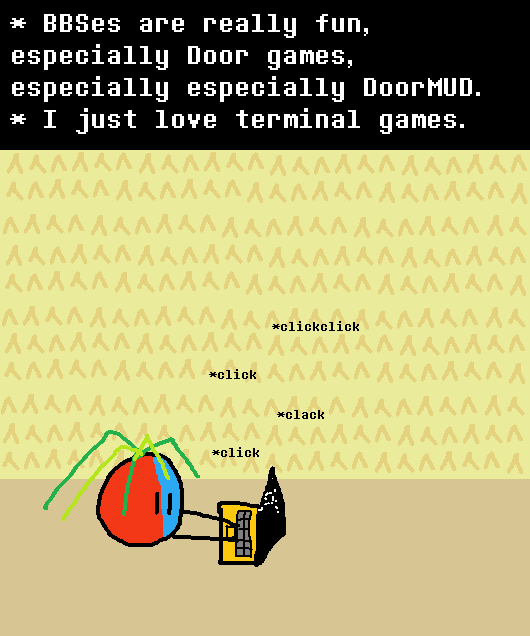 * BBSes are really fun,
especially Door games,
especially especially DoorMUD.
* I just love terminal games.
*clickclick
*click
*clack
*click